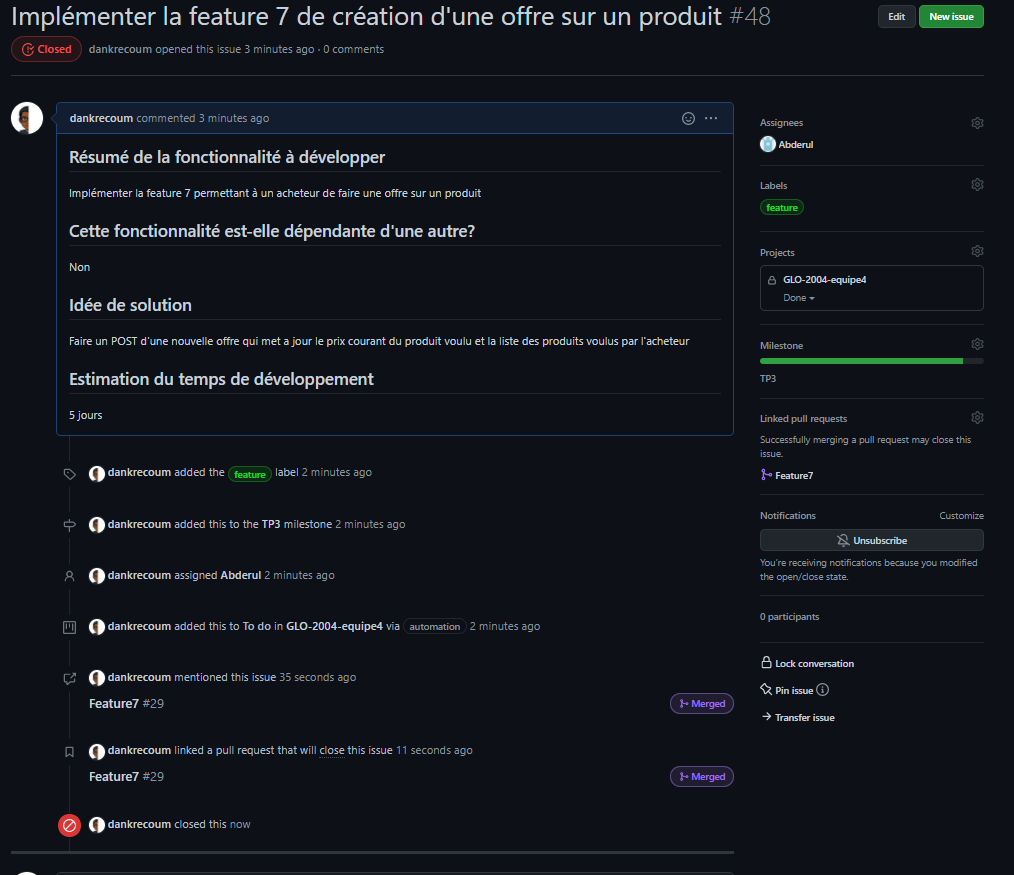 Implémenter la feature 7 de création d'une offre sur un produit #48
Edit
New issue
Closed
dankrecoum opened this issue 3 minutes ago · 0 comments
dankrecoum commented 3 minutes ago
Résumé de la fonctionnalité à développer
Implémenter la feature 7 permettant à un acheteur de faire une offre sur un produit
Cette fonctionnalité est-elle dépendante d'une autre?
Non
Idée de solution
Faire un POST d'une nouvelle offre qui met a jour le prix courant du produit voulu et la liste des produits voulus par l'acheteur
Estimation du temps de développement
5 jours
dankrecoum added the feature label 2 minutes ago
dankrecoum added this to the TP3 milestone 2 minutes ago
dankrecoum assigned Abderul 2 minutes ago
dankrecoum added this to To do in GLO-2004-equipe4 via automation 2 minutes ago
dankrecoum mentioned this issue 35 seconds ago
Feature7 #29
Merged
dankrecoum linked a pull request that will close this issue 11 seconds ago
Feature7 #29
Merged
dankrecoum closed this now
Assignees
Abderul
Labels
feature
Projects
GLO-2004-equipe4
Done
Milestone
TP3
Linked pull requests
Successfully merging a pull request may close this
issue.
Feature7
Notifications
Customize
Unsubscribe
You're receiving notifications because you modified
the open/close state.
0 participants
Lock conversation
Pin issue
Transfer issue